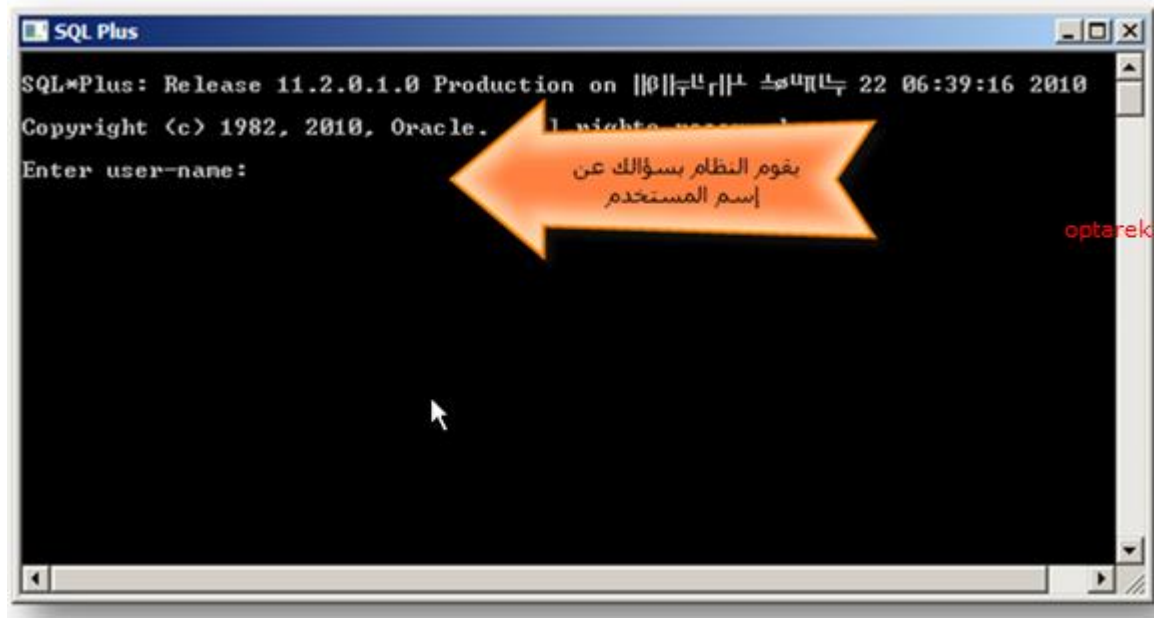 SQL Plus
SQL*Plus: Release 11.2.0.1.0 Production on 22 06:39:16 2010
Copyright (c) 1982, 2010, Oracle. rights
Enter user-name:
يقوم النظام بسؤالك عن
إسم المستخدم
optarek